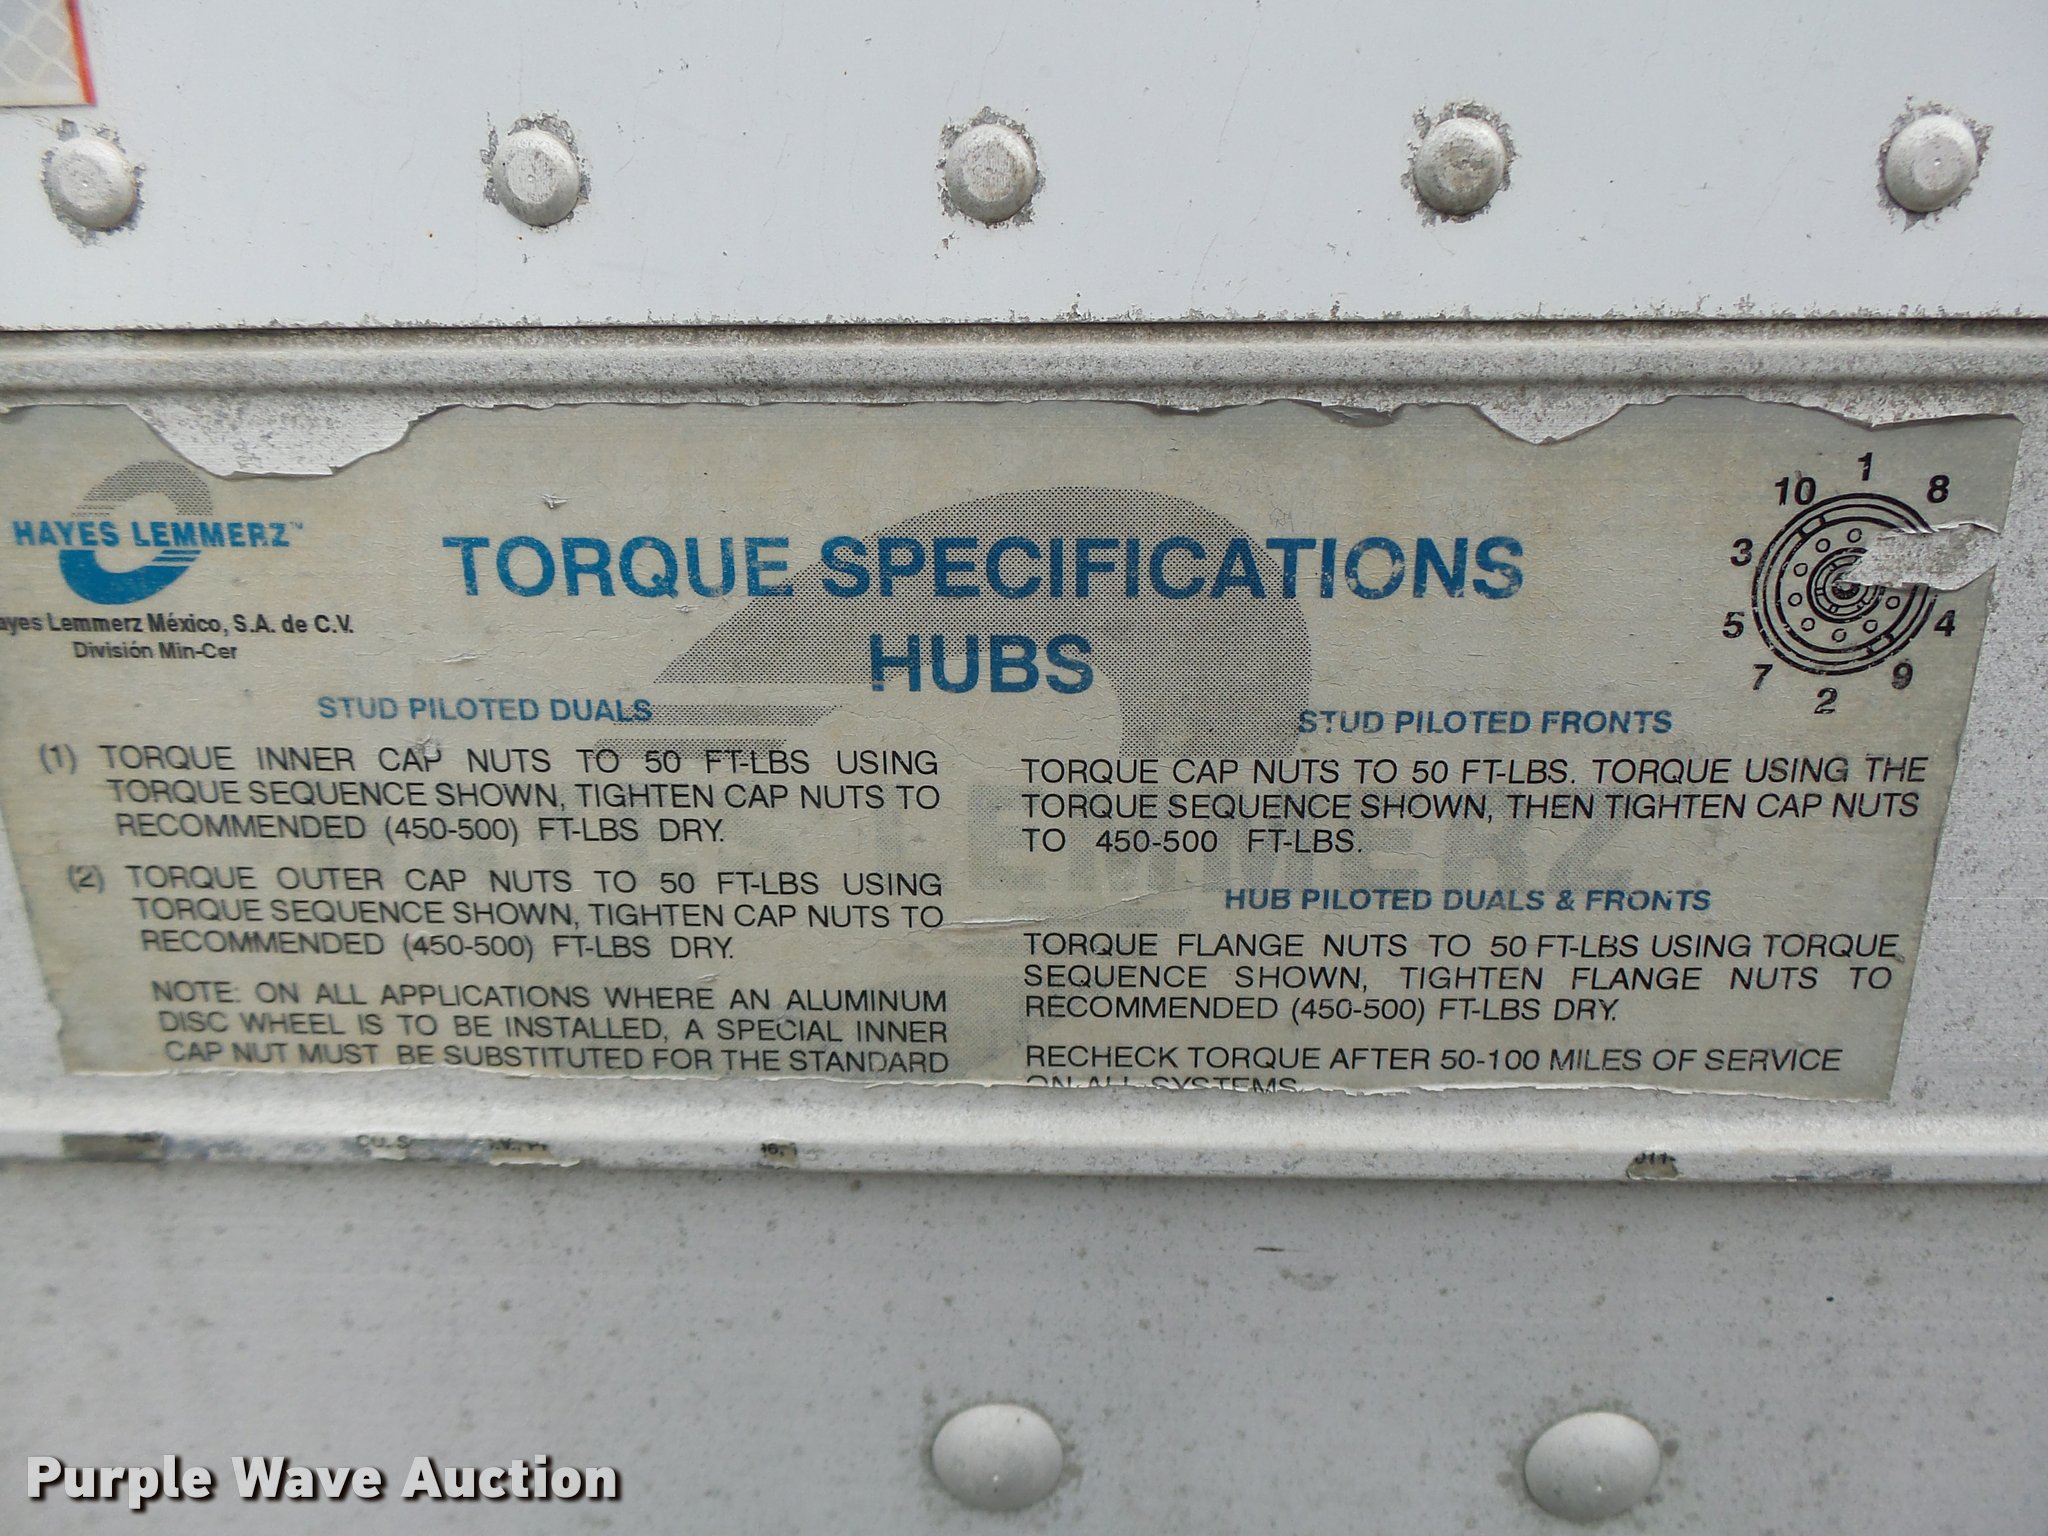 HAYES LEMMERZ™
ayes Lemmerz México, S.A. de C.V.
División Min-Cer
TORQUE SPECIFICATIONS
HUBS
10 1 8
3
5 4
7 2 9
STUD PILOTED DUALS
(1) TORQUE INNER CAP NUTS TO 50 FT-LBS USING
TORQUE SEQUENCE SHOWN, TIGHTEN CAP NUTS TO
RECOMMENDED (450-500) FT-LBS DRY.
(2) TORQUE OUTER CAP NUTS TO 50 FT-LBS USING
TORQUE SEQUENCE SHOWN, TIGHTEN CAP NUTS TO
RECOMMENDED (450-500) FT-LBS DRY.
NOTE: ON ALL APPLICATIONS WHERE AN ALUMINUM
DISC WHEEL IS TO BE INSTALLED, A SPECIAL INNER
CAP NUT MUST BE SUBSTITUTED FOR THE STANDARD
STUD PILOTED FRONTS
TORQUE CAP NUTS TO 50 FT-LBS. TORQUE USING THE
TORQUE SEQUENCE SHOWN, THEN TIGHTEN CAP NUTS
TO 450-500 FT-LBS.
HUB PILOTED DUALS & FRONTS
TORQUE FLANGE NUTS TO 50 FT-LBS USING TORQUE
SEQUENCE SHOWN, TIGHTEN FLANGE NUTS TO
RECOMMENDED (450-500) FT-LBS DRY.
RECHECK TORQUE AFTER 50-100 MILES OF SERVICE
ON ALL SYSTEMS
Purple Wave Auction